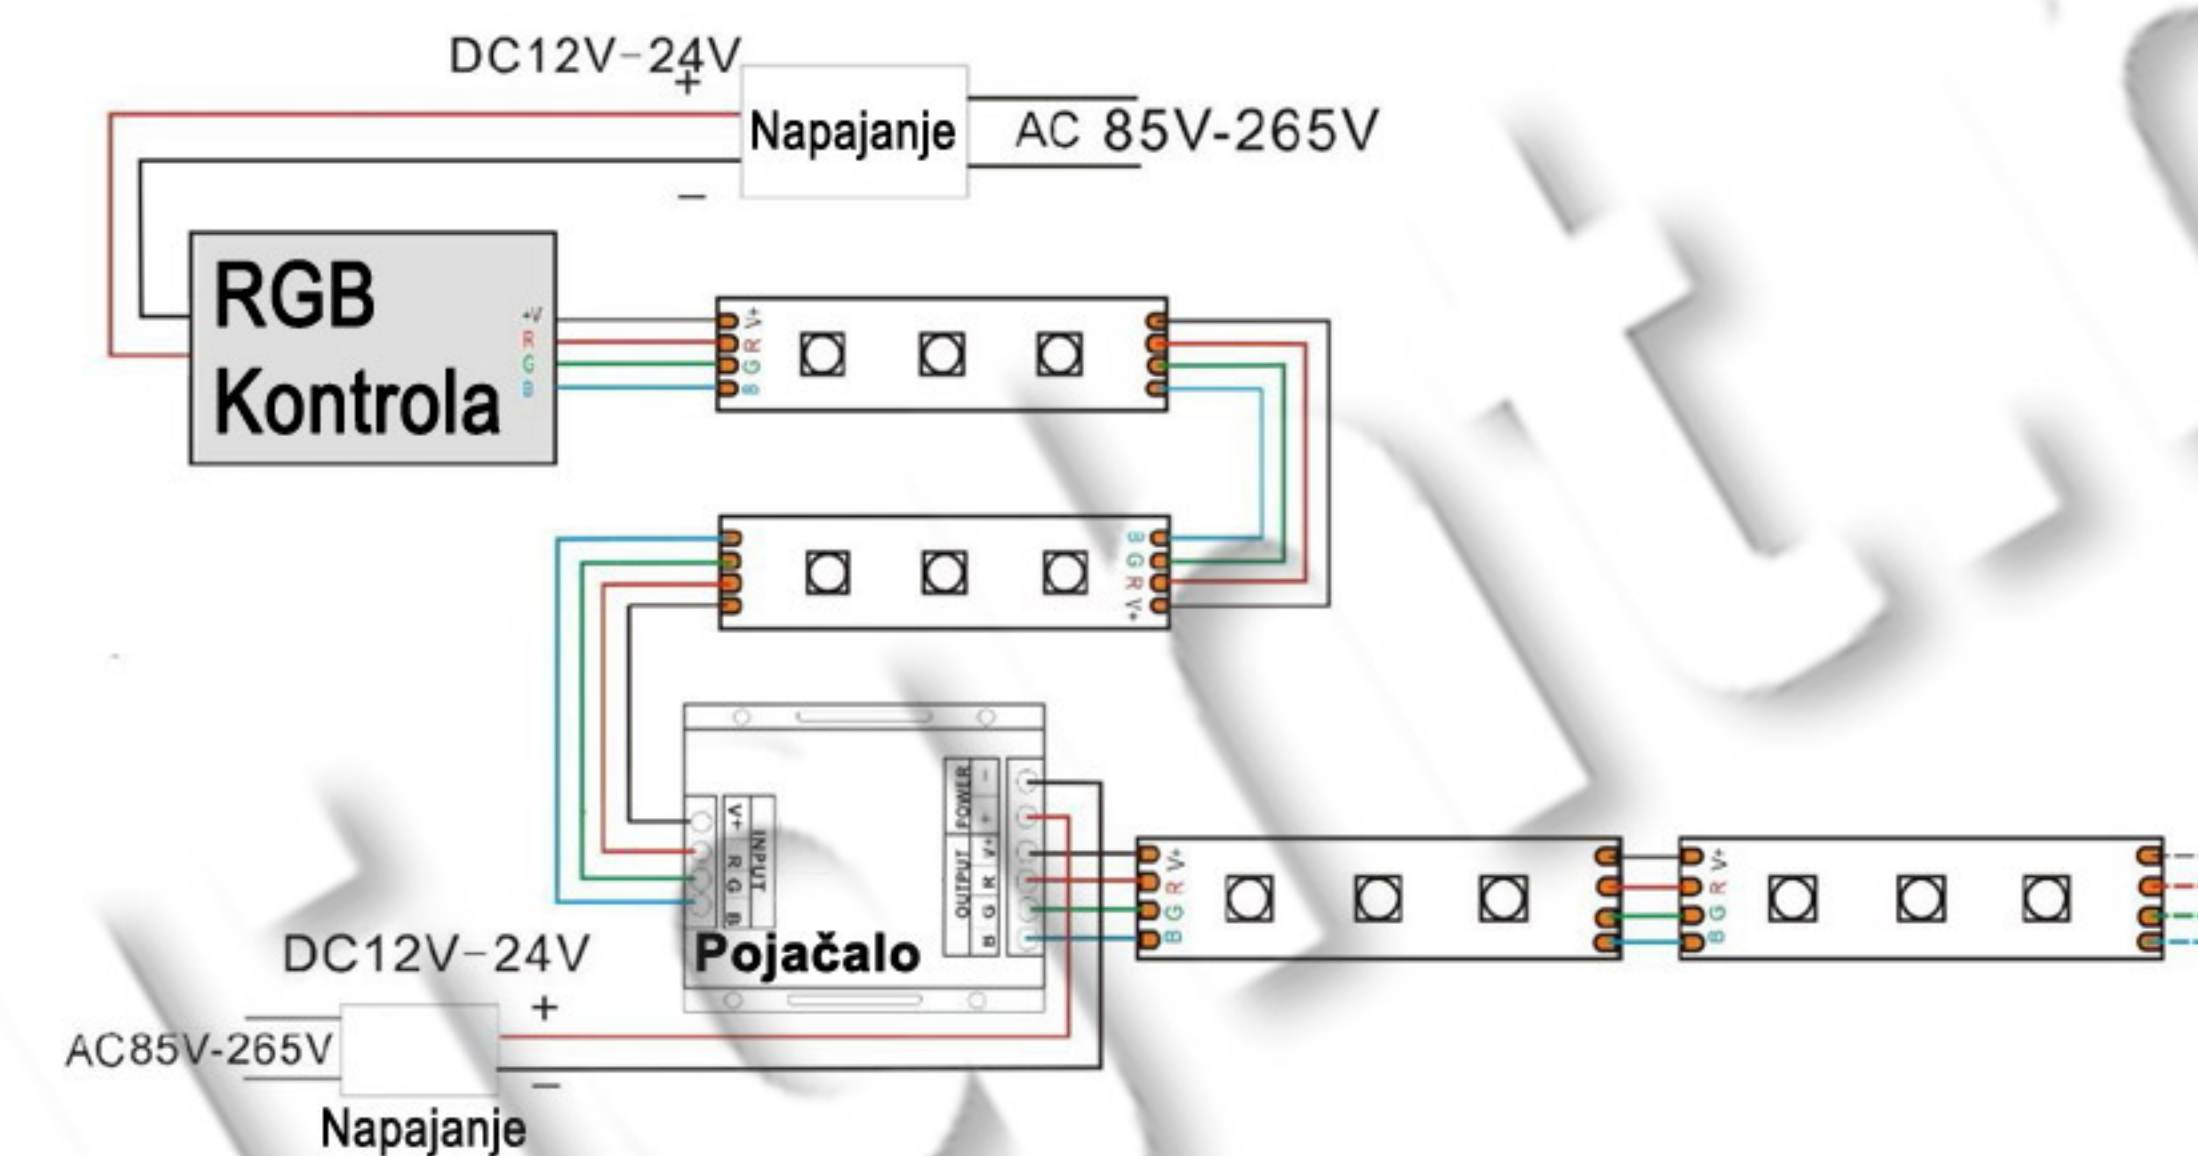 DC12V-24V
+
Napajanje
AC 85V-265V
−
RGB
Kontrola
+V
R
G
B
V+
R
G
B
B
G
R
V+
V+
R
G
B
INPUT
POWER
− +
OUTPUT
V+
R
G
B
Pojačalo
V+
R
G
B
V+
R
G
B
DC12V-24V
+
AC85V-265V
−
Napajanje